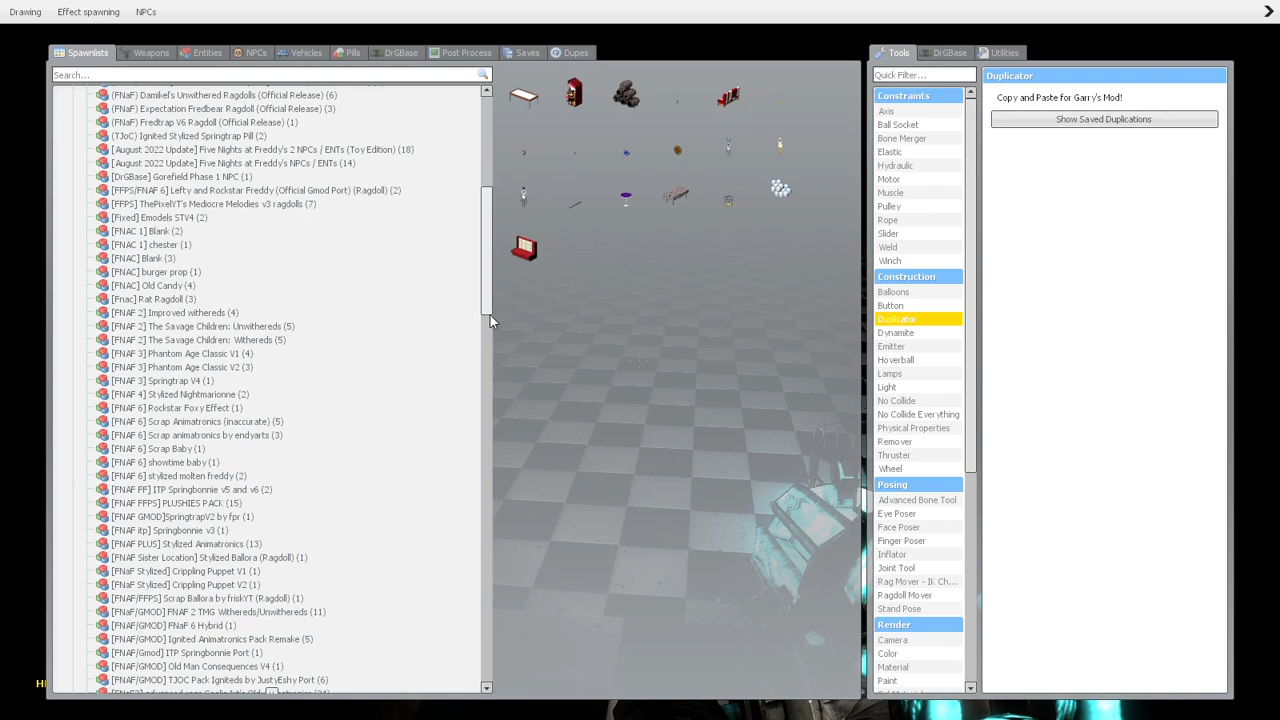 Drawing Effect spawning NPCs
Spawnlists Weapons Entities NPCs Vehicles Pills DrGBase Post Process Saves Dupes
Search...
(FNaF) Damikel's Unwithered Ragdolls (Official Release) (6)
(FNaF) Expectation Fredbear Ragdoll (Official Release) (3)
(FNaF) Fredtrap V6 Ragdoll (Official Release) (1)
(TJoC) Ignited Stylized Springtrap Pill (2)
[August 2022 Update] Five Nights at Freddy's 2 NPCs / ENTs (Toy Edition) (18)
[August 2022 Update] Five Nights at Freddy's NPCs / ENTs (14)
[DrGBase] Gorefield Phase 1 NPC (1)
[FFPS/FNAF 6] Lefty and Rockstar Freddy (Official Gmod Port) (Ragdoll) (2)
[FFPS] ThePixelYT's Mediocre Melodies v3 ragdolls (7)
[Fixed] Emodels STV4 (2)
[FNAC 1] Blank (2)
[FNAC 1] chester (1)
[FNAC] Blank (3)
[FNAC] burger prop (1)
[FNAC] Old Candy (4)
[Fnac] Rat Ragdoll (3)
[FNAF 2] Improved withereds (4)
[FNAF 2] The Savage Children: Unwithereds (5)
[FNAF 2] The Savage Children: Withereds (5)
[FNAF 3] Phantom Age Classic V1 (4)
[FNAF 3] Phantom Age Classic V2 (3)
[FNAF 3] Springtrap V4 (1)
[FNAF 4] Stylized Nightmarionne (2)
[FNAF 6] Rockstar Foxy Effect (1)
[FNAF 6] Scrap Animatronics (inaccurate) (5)
[FNAF 6] Scrap animatronics by endyarts (3)
[FNAF 6] Scrap Baby (1)
[FNAF 6] showtime baby (1)
[FNAF 6] stylized molten freddy (2)
[FNAF FF] ITP Springbonnie v5 and v6 (2)
[FNAF FFPS] PLUSHIES PACK (15)
[FNAF GMOD]SpringtrapV2 by fpr (1)
[FNAF itp] Springbonnie v3 (1)
[FNAF PLUS] Stylized Animatronics (13)
[FNAF Sister Location] Stylized Ballora (Ragdoll) (1)
[FNaF Stylized] Crippling Puppet V1 (1)
[FNaF Stylized] Crippling Puppet V2 (1)
[FNAF/FFPS] Scrap Ballora by friskYT (Ragdoll) (1)
[FNaF/GMOD] FNAF 2 TMG Withereds/Unwithereds (11)
[FNAF/GMOD] FNaF 6 Hybrid (1)
[FNAF/GMOD] Ignited Animatronics Pack Remake (5)
[FNAF/Gmod] ITP Springbonnie Port (1)
[FNAF/GMOD] Old Man Consequences V4 (1)
[FNAF/GMOD] TJOC Pack Igniteds by JustyEshy Port (6)
Tools DrGBase Utilities
Quick Filter...
Constraints
Axis
Ball Socket
Bone Merger
Elastic
Hydraulic
Motor
Muscle
Pulley
Rope
Slider
Weld
Winch
Construction
Balloons
Button
Duplicator
Dynamite
Emitter
Hoverball
Lamps
Light
No Collide
No Collide Everything
Physical Properties
Remover
Thruster
Wheel
Posing
Advanced Bone Tool
Eye Poser
Face Poser
Finger Poser
Inflator
Joint Tool
Rag Mover - IK Ch...
Ragdoll Mover
Stand Pose
Render
Camera
Color
Material
Paint
Duplicator
Copy and Paste for Garry's Mod!
Show Saved Duplications